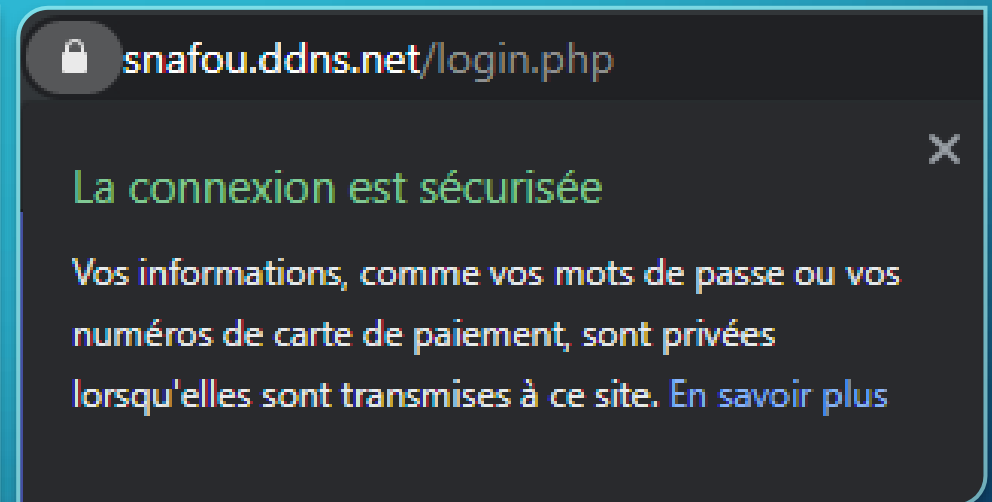 snafou.ddns.net/login.php
La connexion est sécurisée
Vos informations, comme vos mots de passe ou vos
numéros de carte de paiement, sont privées
lorsqu'elles sont transmises à ce site. En savoir plus